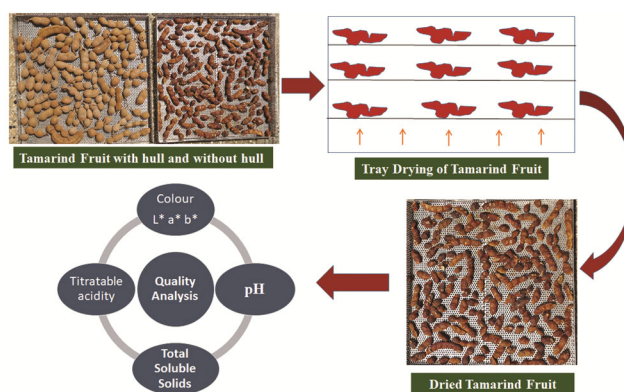 Tamarind Fruit with hull and without hull
Tray Drying of Tamarind Fruit
Colour
L* a* b*
Titratable
acidity
Quality
Analysis
pH
Total
Soluble
Solids
Dried Tamarind Fruit